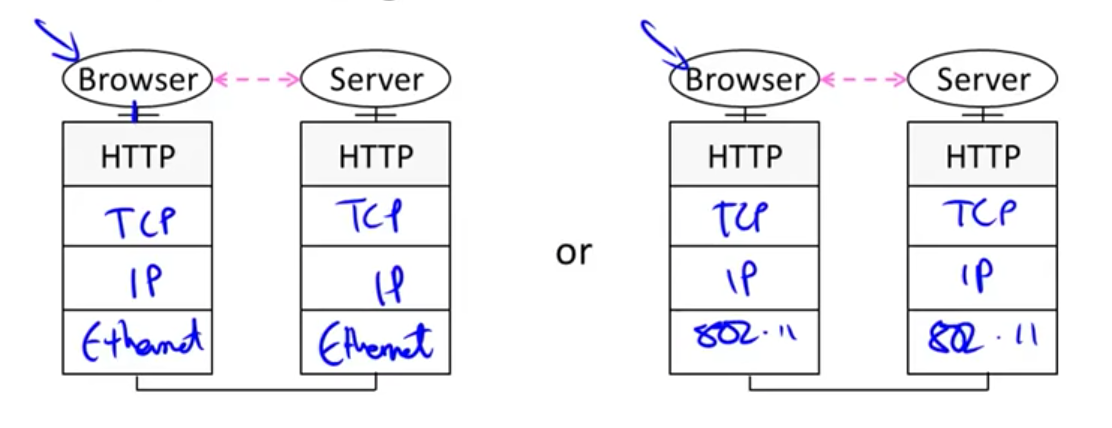 Browser Server Browser Server
HTTP HTTP HTTP HTTP
TCP TCP TCP TCP
IP IP or IP IP
Ethernet Ethernet 802.11 802.11